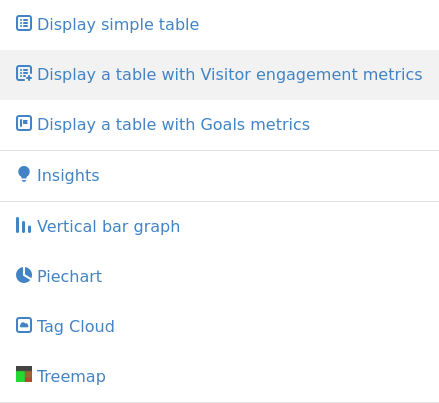 Display simple table
Display a table with Visitor engagement metrics
Display a table with Goals metrics
Insights
Vertical bar graph
Piechart
Tag Cloud
Treemap